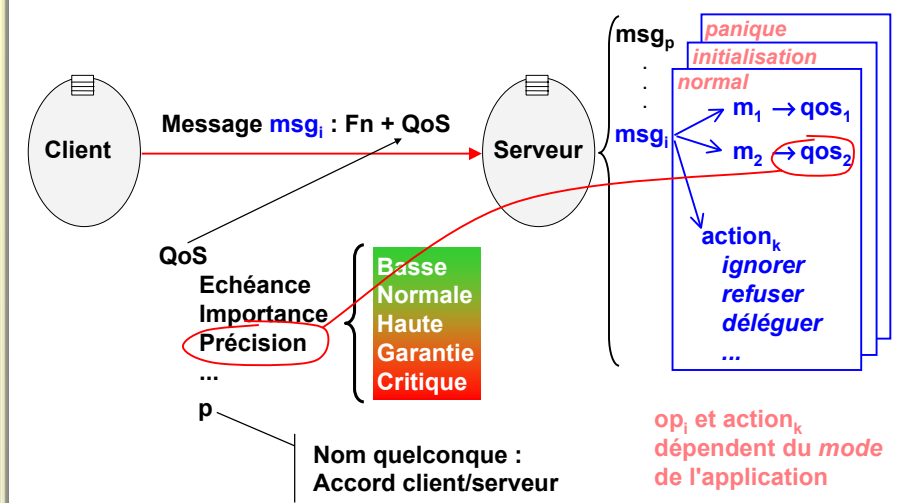 Client
Message msgᵢ : Fn + QoS
Serveur
QoS
Echéance
Importance
Précision
...
p
Basse
Normale
Haute
Garantie
Critique
Nom quelconque :
Accord client/serveur
msgₚ
.
.
.
msgᵢ
panique
initialisation
normal
m₁ → qos₁
m₂ → qos₂
actionₖ
ignorer
refuser
déléguer
...
opᵢ et actionₖ
dépendent du mode
de l'application